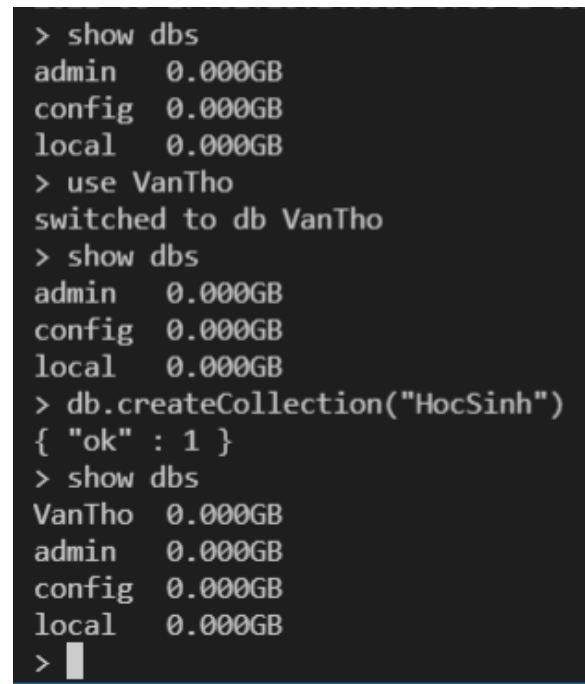 > show dbs
admin   0.000GB
config  0.000GB
local   0.000GB
> use VanTho
switched to db VanTho
> show dbs
admin   0.000GB
config  0.000GB
local   0.000GB
> db.createCollection("HocSinh")
{ "ok" : 1 }
> show dbs
VanTho  0.000GB
admin   0.000GB
config  0.000GB
local   0.000GB
>